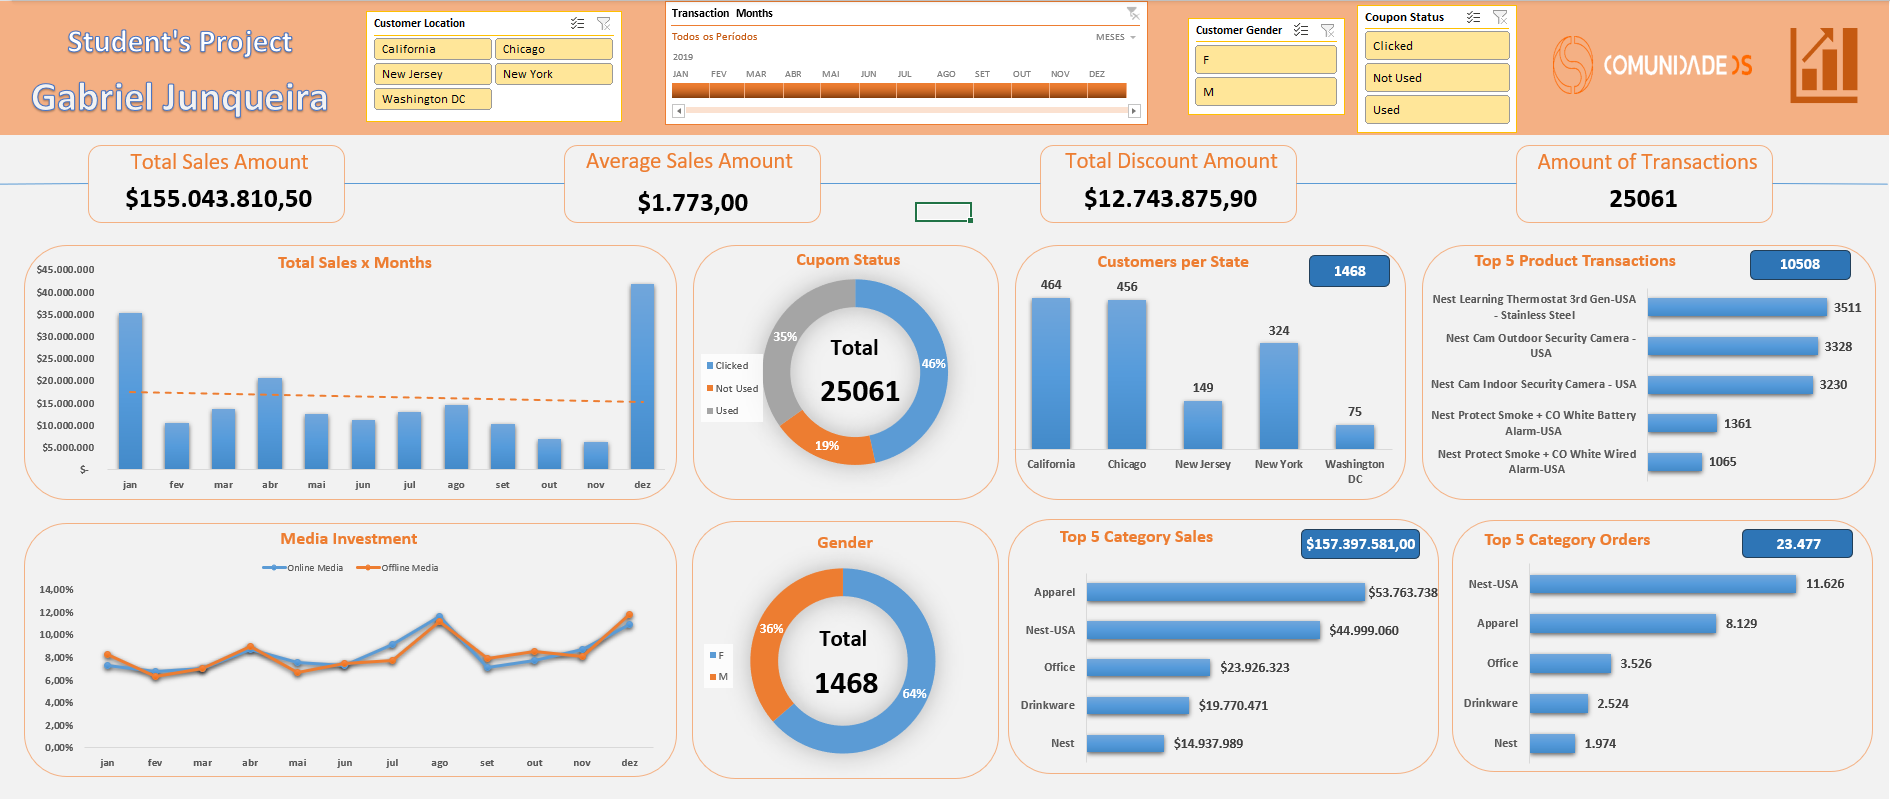 Student's Project
Gabriel Junqueira
Customer Location
California
Chicago
New Jersey
New York
Washington DC
Transaction Months
Todos os Períodos
MESES
2019
JAN FEV MAR ABR MAI JUN JUL AGO SET OUT NOV DEZ
Customer Gender
F
M
Coupon Status
Clicked
Not Used
Used
COMUNIDADE DS
Total Sales Amount
$155.043.810,50
Average Sales Amount
$1.773,00
Total Discount Amount
$12.743.875,90
Amount of Transactions
25061
Total Sales x Months
$45.000.000
$40.000.000
$35.000.000
$30.000.000
$25.000.000
$20.000.000
$15.000.000
$10.000.000
$5.000.000
$-
jan fev mar abr mai jun jul ago set out nov dez
Cupom Status
Clicked
Not Used
Used
35%
46%
19%
Total
25061
Customers per State
1468
464
456
149
324
75
California
Chicago
New Jersey
New York
Washington
DC
Top 5 Product Transactions
10508
Nest Learning Thermostat 3rd Gen-USA
- Stainless Steel
3511
Nest Cam Outdoor Security Camera -
USA
3328
Nest Cam Indoor Security Camera - USA
3230
Nest Protect Smoke + CO White Battery
Alarm-USA
1361
Nest Protect Smoke + CO White Wired
Alarm-USA
1065
Media Investment
Online Media
Offline Media
14,00%
12,00%
10,00%
8,00%
6,00%
4,00%
2,00%
0,00%
jan fev mar abr mai jun jul ago set out nov dez
Gender
F
M
36%
64%
Total
1468
Top 5 Category Sales
$157.397.581,00
Apparel
$53.763.738
Nest-USA
$44.999.060
Office
$23.926.323
Drinkware
$19.770.471
Nest
$14.937.989
Top 5 Category Orders
23.477
Nest-USA
11.626
Apparel
8.129
Office
3.526
Drinkware
2.524
Nest
1.974